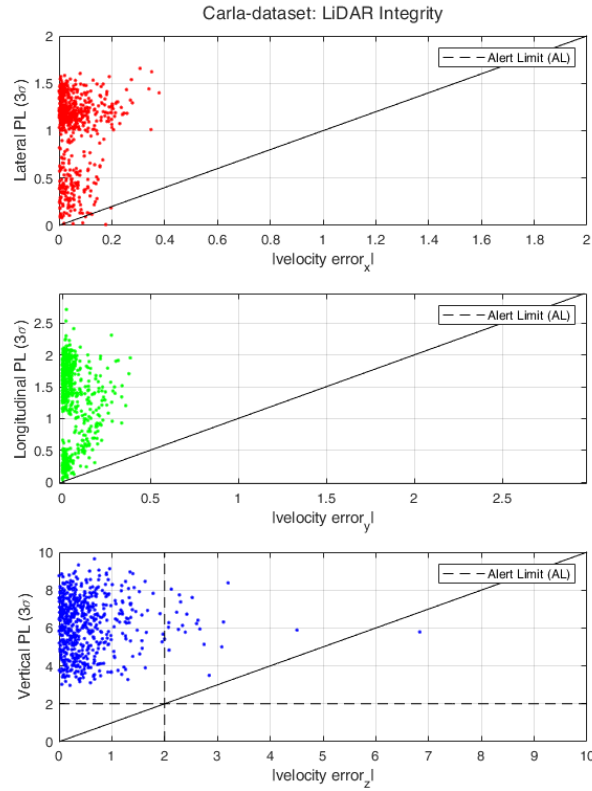 Carla-dataset: LiDAR Integrity
2
1.5
1
0.5
0
Lateral PL (3σ)
Alert Limit (AL)
0 0.2 0.4 0.6 0.8 1 1.2 1.4 1.6 1.8 2
|velocity error_x|
2.5
2
1.5
1
0.5
0
Longitudinal PL (3σ)
Alert Limit (AL)
0 0.5 1 1.5 2 2.5
|velocity error_y|
10
8
6
4
2
0
Vertical PL (3σ)
Alert Limit (AL)
0 1 2 3 4 5 6 7 8 9 10
|velocity error_z|